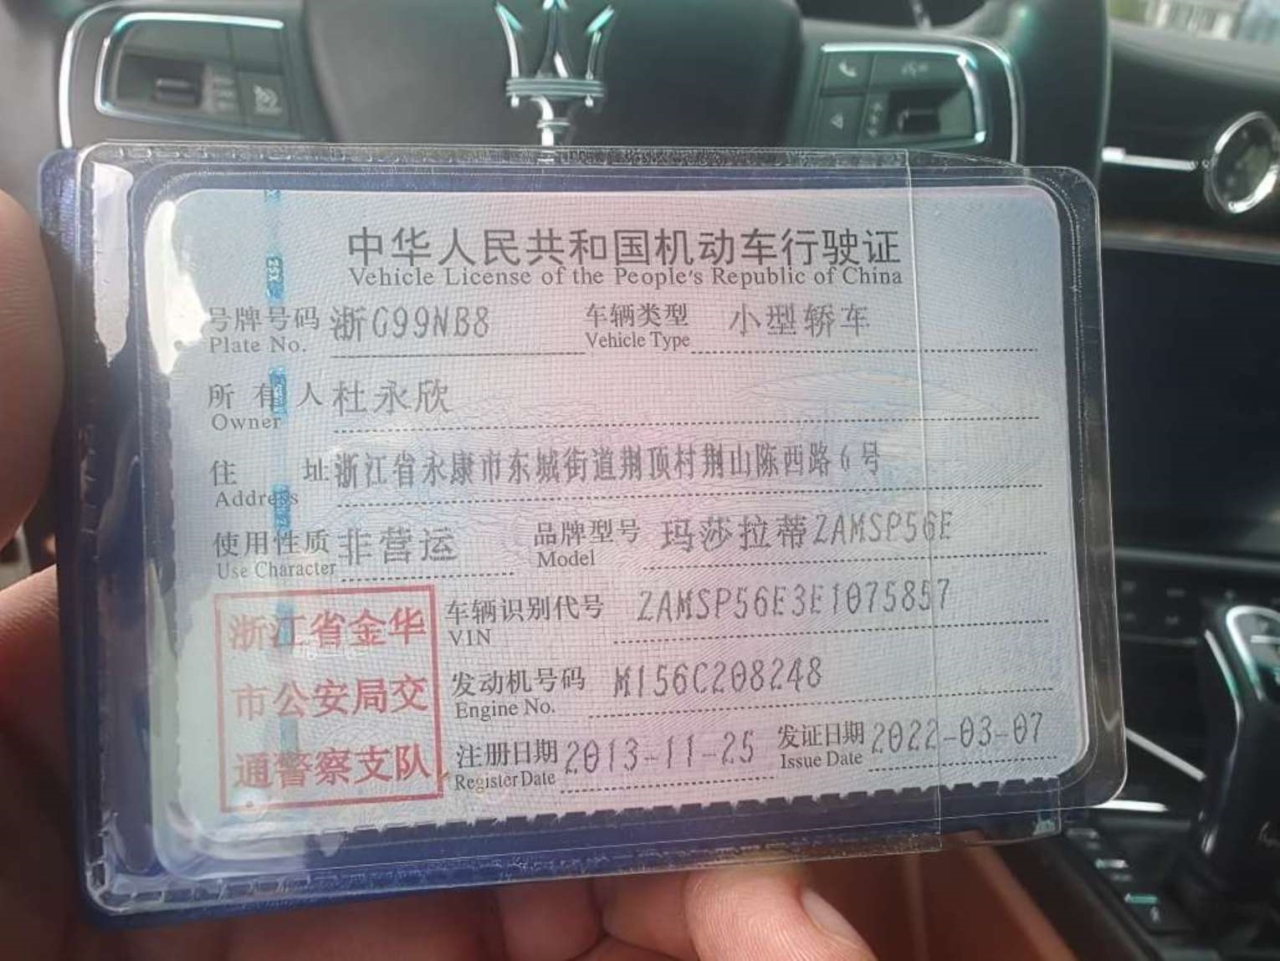 中华人民共和国机动车行驶证
Vehicle License of the People's Republic of China
号牌号码 浙G99NB8 车辆类型 小型轿车
Plate No. Vehicle Type
所有人 杜永欣
Owner
住址 浙江省永康市东城街道荆顶村荆山陈西路6号
Address
使用性质 非营运 品牌型号 玛莎拉蒂ZAMSP56E
Use Character Model
浙江省金华
市公安局交
通警察支队
车辆识别代号 ZAMSP56E3E1075857
VIN
发动机号码 M156C208248
Engine No.
注册日期 2013-11-25 发证日期 2022-03-07
Register Date Issue Date